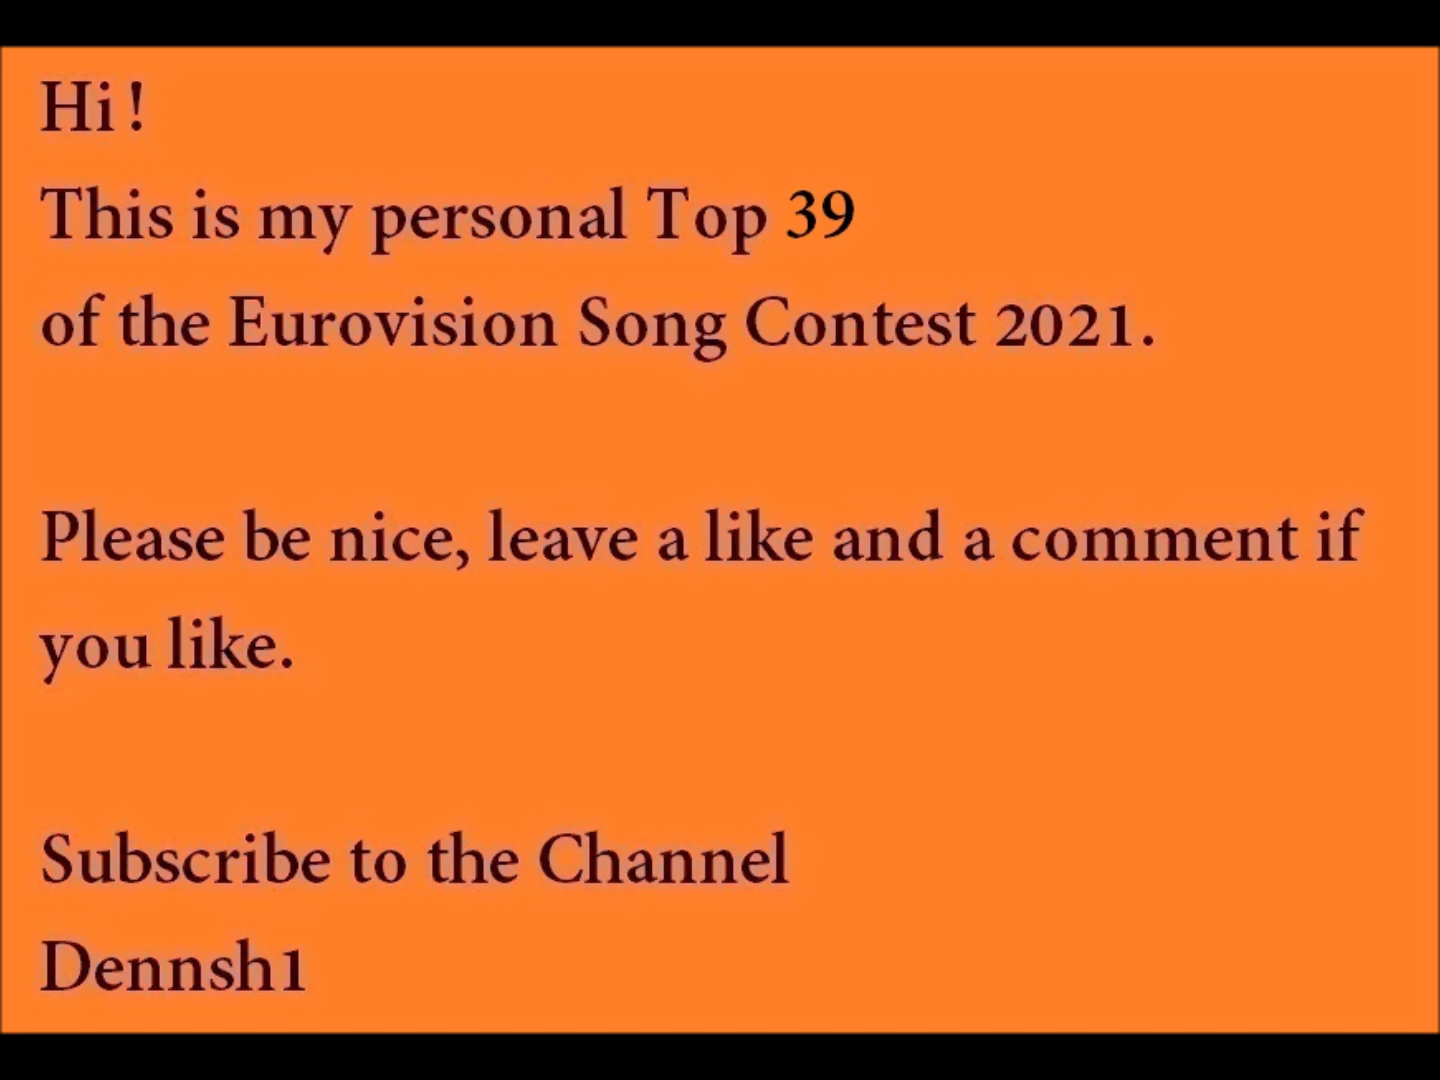 Hi !
This is my personal Top 39
of the Eurovision Song Contest 2021.
Please be nice, leave a like and a comment if
you like.
Subscribe to the Channel
Dennsh1